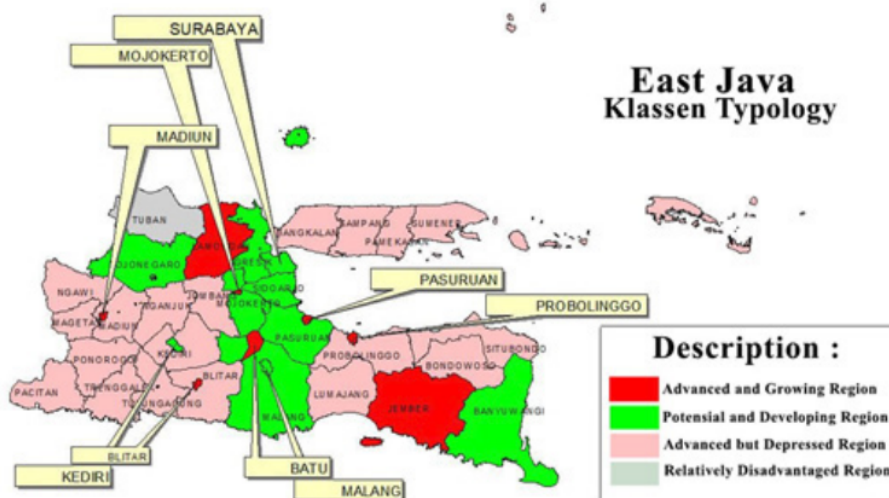 SURABAYA
MOJOKERTO
East Java
Klassen Typology
MADIUN
TUBAN
LAMONGAN
BANGKALAN
SAMPANG
SUMENEP
PAMEKASAN
BOJONEGORO
GRESIK
PASURUAN
NGAWI
JOMBANG
SIDOARJO
MOJOKERTO
NGANJUK
PROBOLINGGO
MAGETAN
MADIUN
PASURUAN
Description :
PONOROGO
KEDIRI
PROBOLINGGO
SITUBONDO
BONDOWOSO
BLITAR
PACITAN
TRENGGALEK
TULUNGAGUNG
LUMAJANG
Advanced and Growing Region
MALANG
JEMBER
BANYUWANGI
Potensial and Developing Region
Advanced but Depressed Region
BLITAR
BATU
Relatively Disadvantaged Region
KEDIRI
MALANG